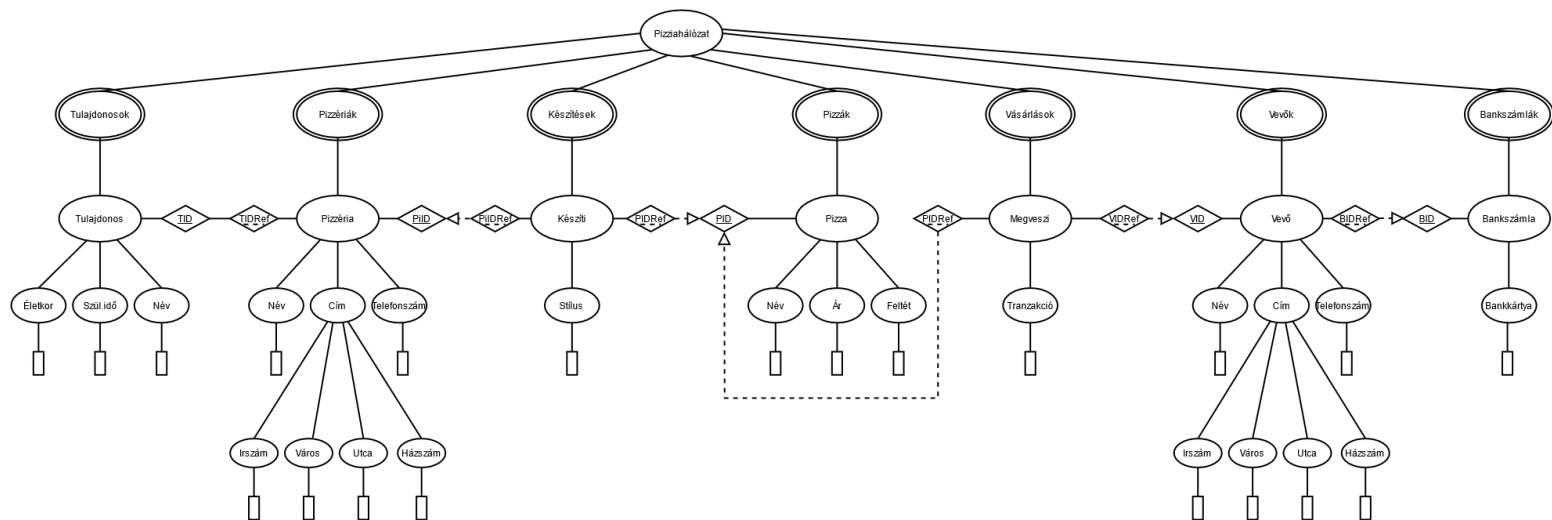 Pizziahálózat
Tulajdonosok
Pizzériák
Készítések
Pizzák
Vásárlások
Vevők
Bankszámlák
Tulajdonos
TID
TIDRef
Pizzéria
PiID
PiIDRef
Készíti
PIDRef
PID
Pizza
PIDRef
Megveszi
VIDRef
VID
Vevő
BIDRef
BID
Bankszámla
Életkor
Szül.idő
Név
Név
Cím
Telefonszám
Stílus
Név
Ár
Feltét
Tranzakció
Név
Cím
Telefonszám
Bankkártya
Irszám
Város
Utca
Házszám
Irszám
Város
Utca
Házszám